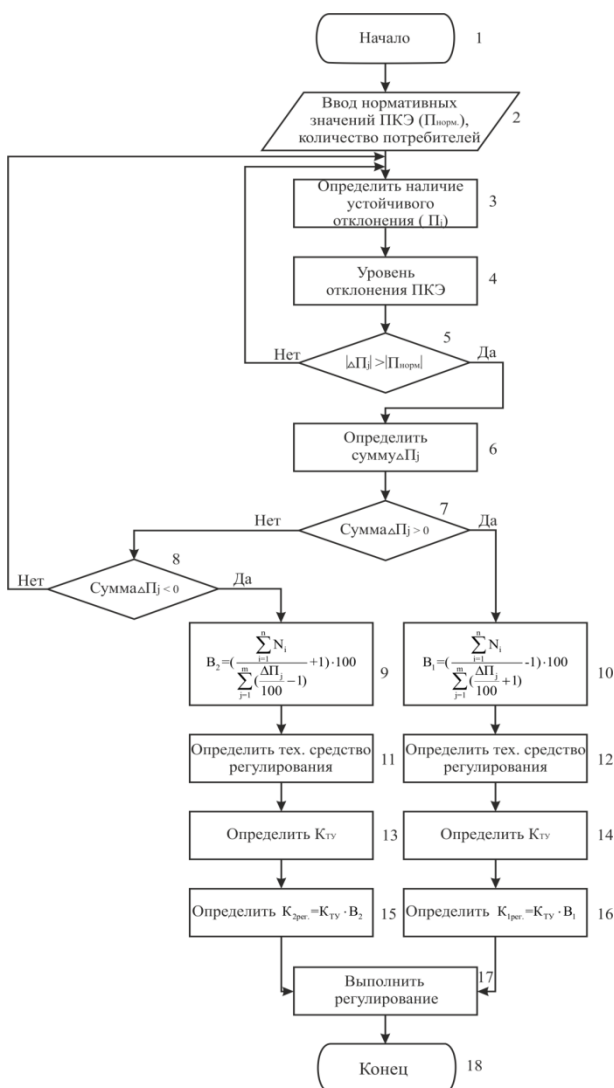 Начало 1
Ввод нормативных
значений ПКЭ (Пнорм.),
количество потребителей
2
Определить наличие
устойчивого
отклонения ( Пi)
3
Уровень
отклонения ПКЭ
4
5
Нет
|ΔПj| >|Пнорм|
Да
Определить
суммуΔПj
6
7
Нет
СуммаΔПj > 0
Да
8
Нет
СуммаΔПj < 0
Да
B₂=(∑ᵢ₌₁ⁿ Nᵢ / ∑ⱼ₌₁ᵐ (ΔПⱼ/100 −1) +1)·100
9
B₁=(∑ᵢ₌₁ⁿ Nᵢ / ∑ⱼ₌₁ᵐ (ΔПⱼ/100 +1) -1)·100
10
Определить тех. средство
регулирования
11
Определить тех. средство
регулирования
12
Определить КТУ 13
Определить КТУ 14
Определить K2рег.=KТУ · B₂ 15
Определить K1рег.=KТУ · B₁ 16
Выполнить
регулирование
17
Конец 18